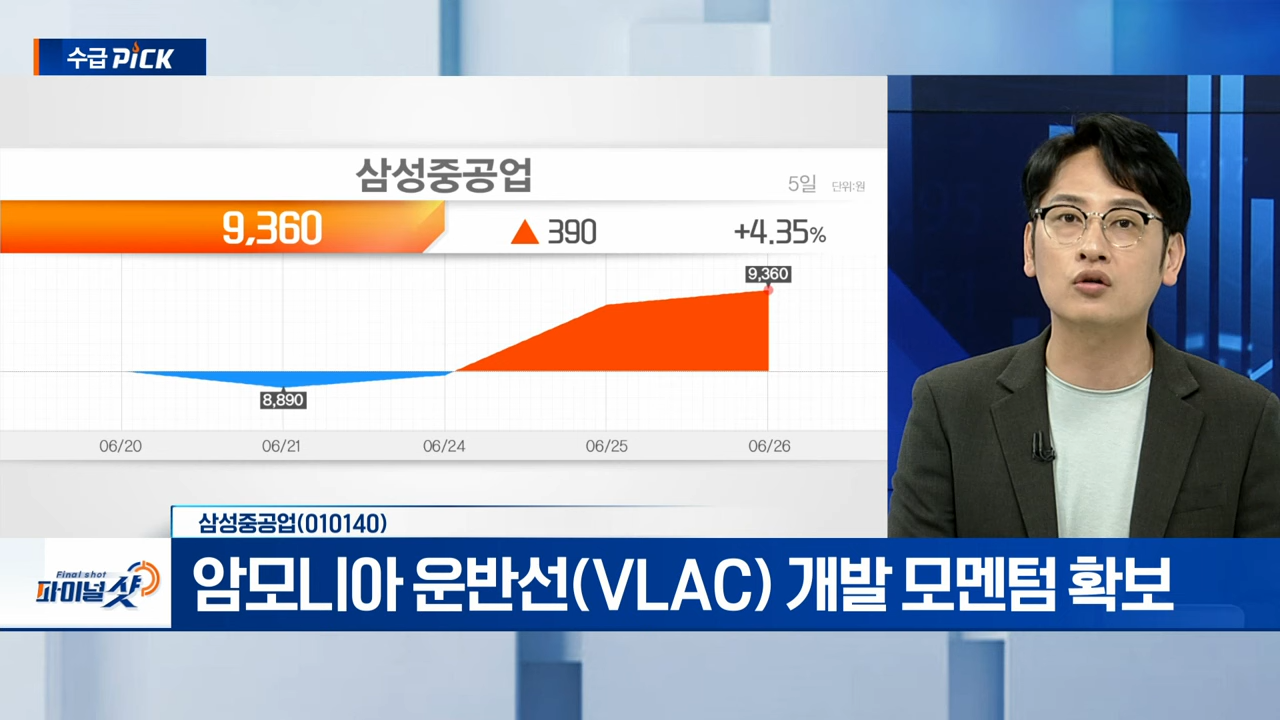 수급 PiCK
삼성중공업
5일 단위:원
9,360 ▲ 390 +4.35%
9,360
8,890
06/20 06/21 06/24 06/25 06/26
삼성중공업(010140)
Final shot
파이널 샷
암모니아 운반선(VLAC) 개발 모멘텀 확보